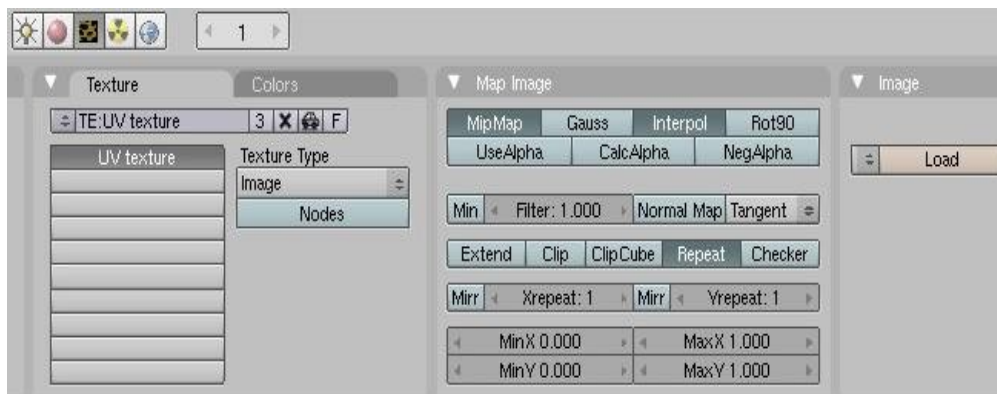 1
Texture Colors
TE:UV texture 3 F
UV texture
Texture Type
Image
Nodes
Map Image
MipMap Gauss Interpol Rot90
UseAlpha CalcAlpha NegAlpha
Min Filter: 1.000 Normal Map Tangent
Extend Clip ClipCube Repeat Checker
Mirr Xrepeat: 1 Mirr Yrepeat: 1
MinX 0.000 MaxX 1.000
MinY 0.000 MaxY 1.000
Image
Load